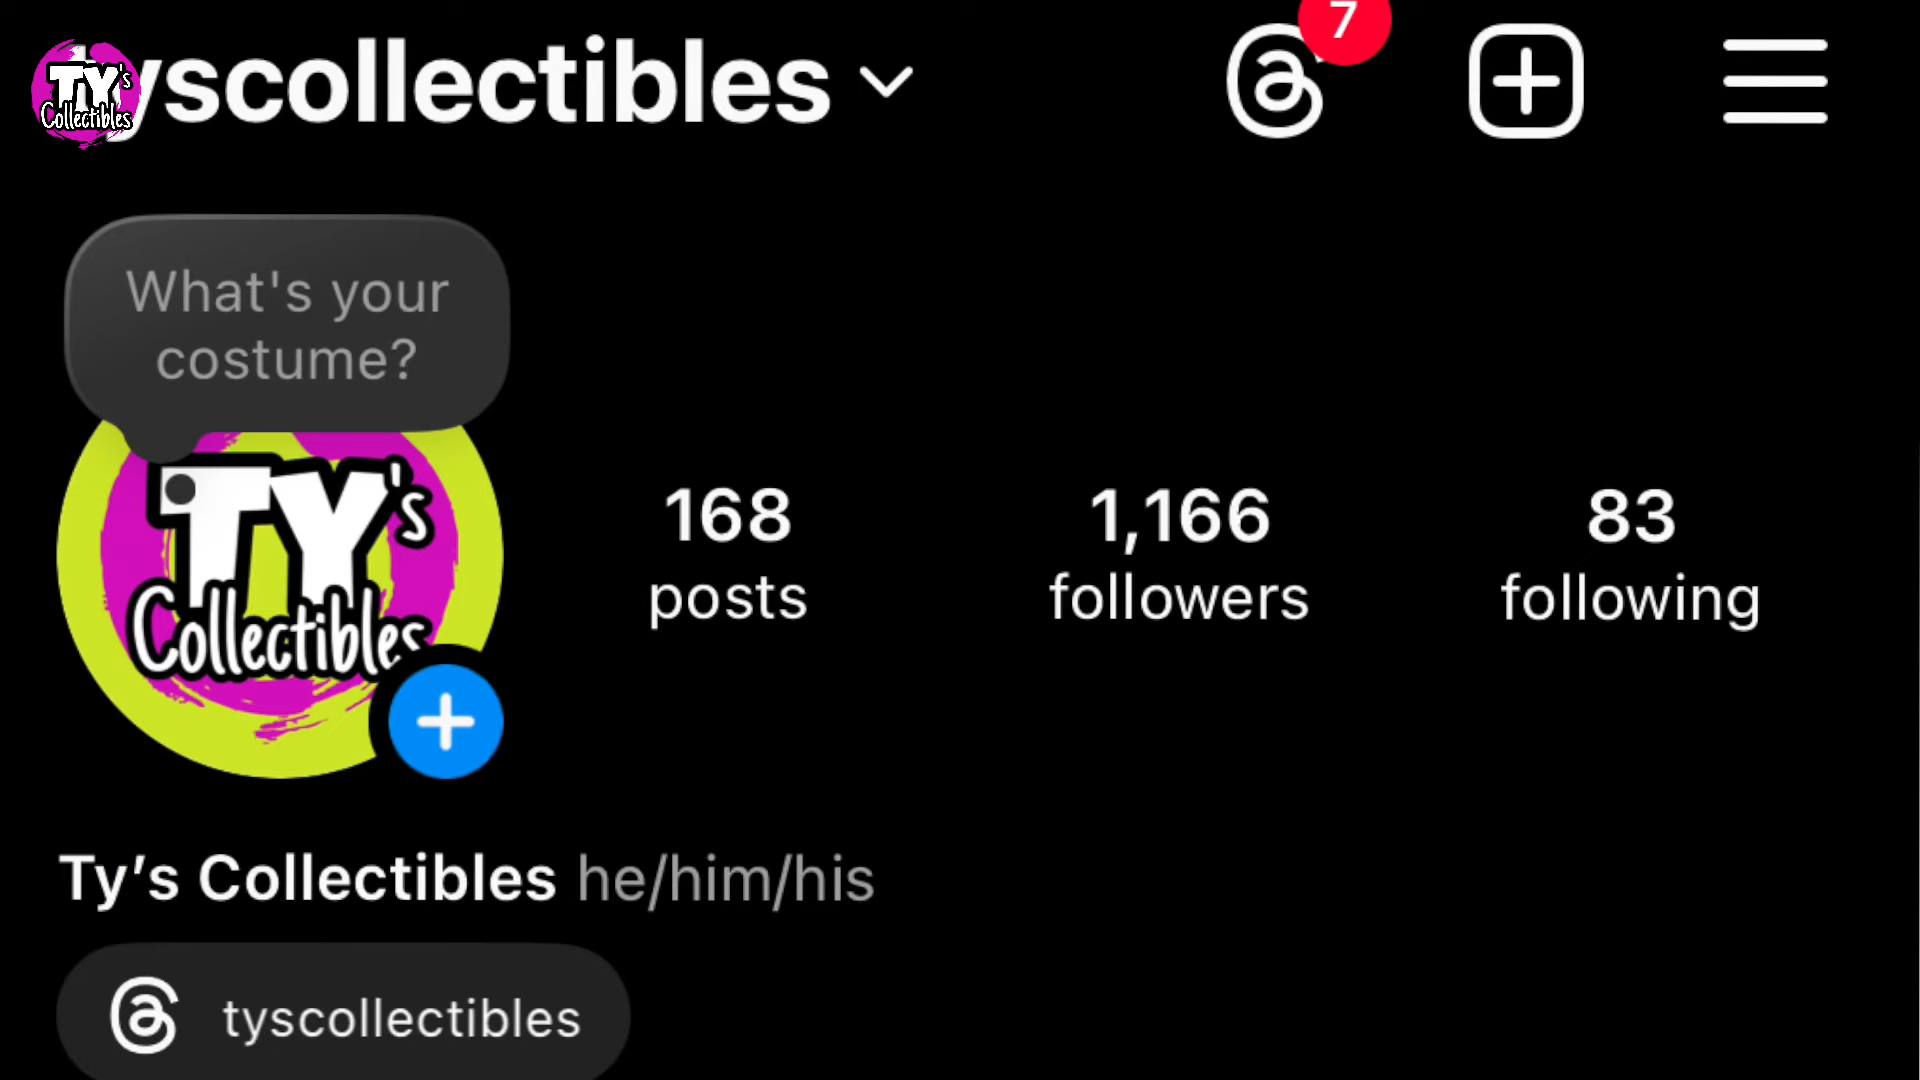 TY's
Collectibles
tyscollectibles
7
What's your
costume?
TY's
Collectibles
168
posts
1,166
followers
83
following
Ty’s Collectibles he/him/his
tyscollectibles